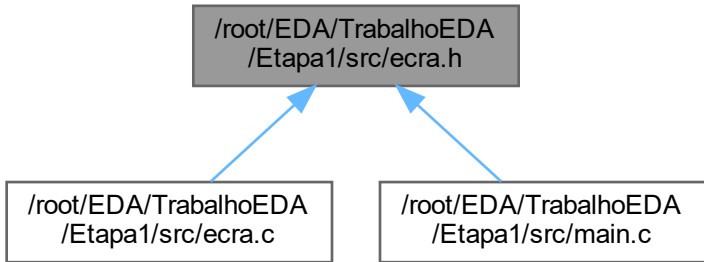 /root/EDA/TrabalhoEDA
/Etapa1/src/ecra.h
/root/EDA/TrabalhoEDA
/Etapa1/src/ecra.c
/root/EDA/TrabalhoEDA
/Etapa1/src/main.c